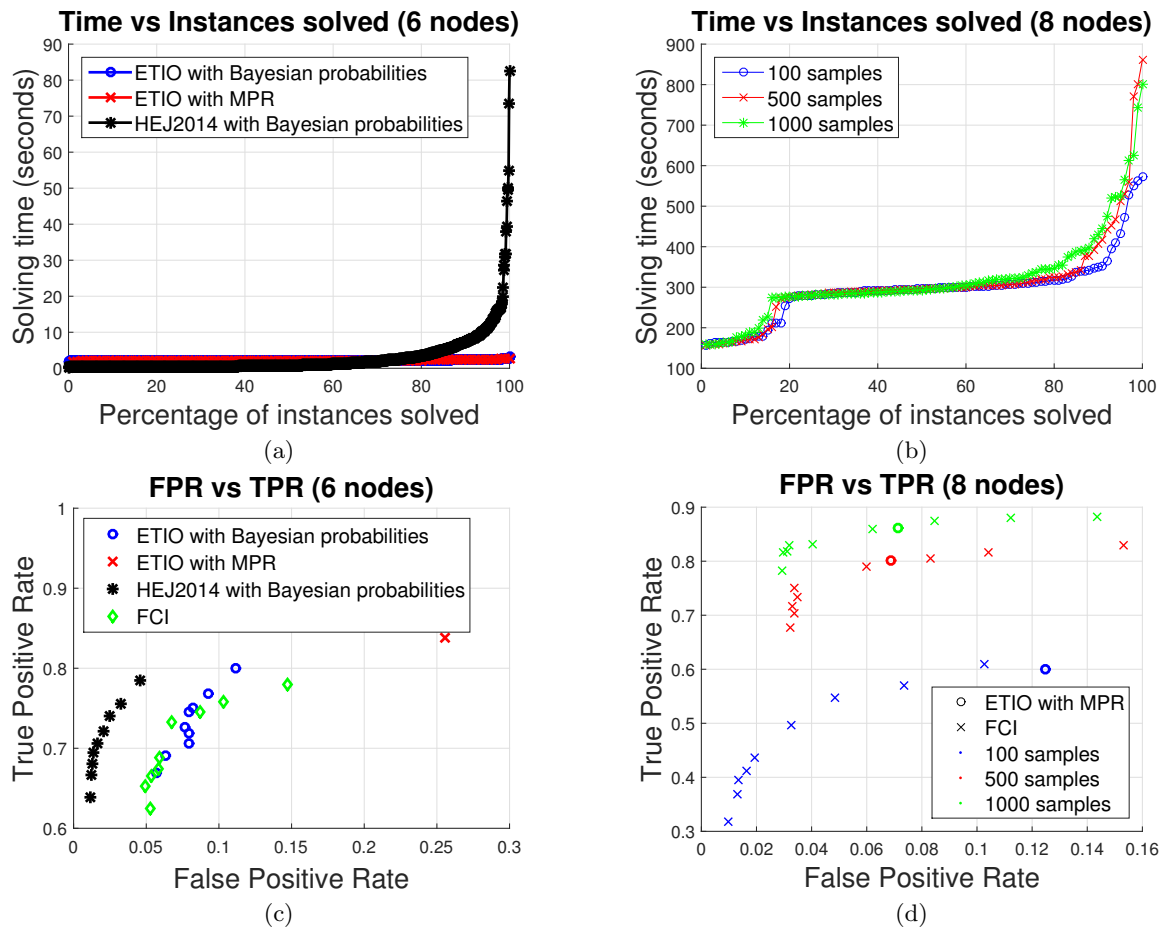 Time vs Instances solved (6 nodes)
90
80
70
60
50
40
30
20
10
0
ETIO with Bayesian probabilities
ETIO with MPR
HEJ2014 with Bayesian probabilities
Solving time (seconds)
0 20 40 60 80 100
Percentage of instances solved
(a)
Time vs Instances solved (8 nodes)
900
800
700
600
500
400
300
200
100
100 samples
500 samples
1000 samples
Solving time (seconds)
0 20 40 60 80 100
Percentage of instances solved
(b)
FPR vs TPR (6 nodes)
1
0.9
0.8
0.7
0.6
ETIO with Bayesian probabilities
ETIO with MPR
HEJ2014 with Bayesian probabilities
FCI
True Positive Rate
0 0.05 0.1 0.15 0.2 0.25 0.3
False Positive Rate
(c)
FPR vs TPR (8 nodes)
0.9
0.8
0.7
0.6
0.5
0.4
0.3
ETIO with MPR
FCI
100 samples
500 samples
1000 samples
True Positive Rate
0 0.02 0.04 0.06 0.08 0.1 0.12 0.14 0.16
False Positive Rate
(d)